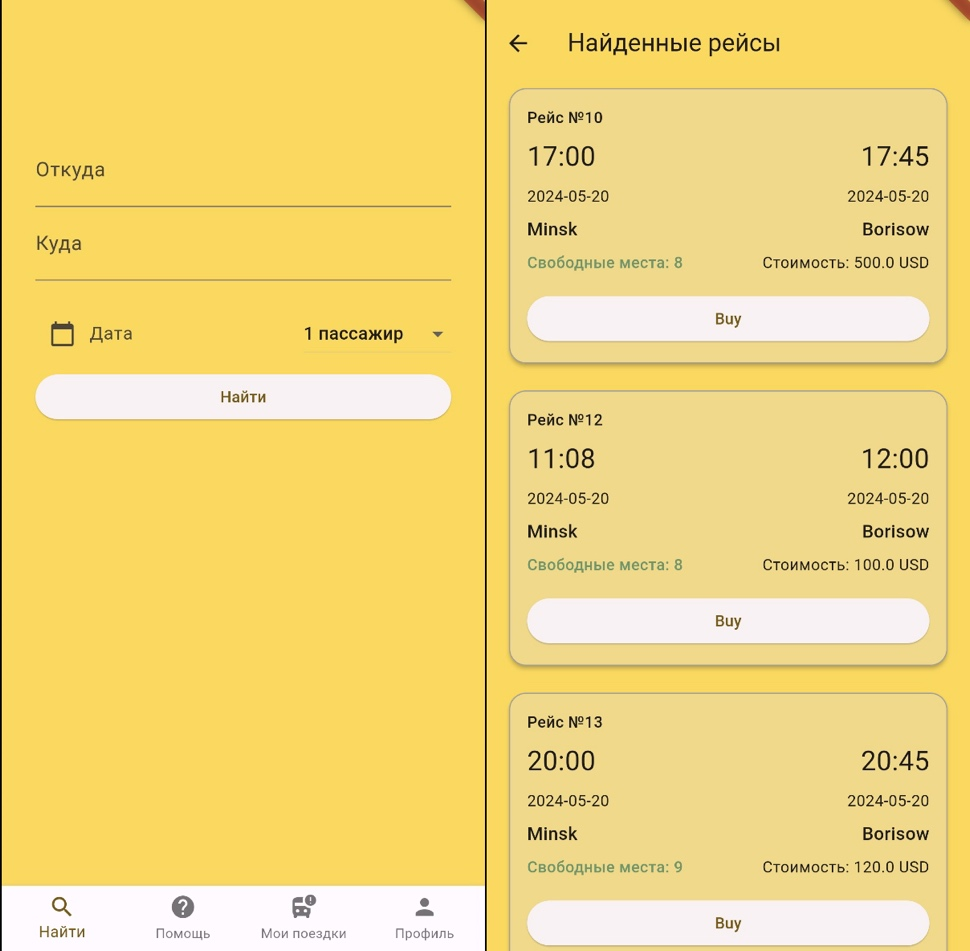 Откуда
Куда
Дата
1 пассажир
Найти
Найти
Помощь
Мои поездки
Профиль
Найденные рейсы
Рейс №10
17:00 17:45
2024-05-20 2024-05-20
Minsk Borisow
Свободные места: 8 Стоимость: 500.0 USD
Buy
Рейс №12
11:08 12:00
2024-05-20 2024-05-20
Minsk Borisow
Свободные места: 8 Стоимость: 100.0 USD
Buy
Рейс №13
20:00 20:45
2024-05-20 2024-05-20
Minsk Borisow
Свободные места: 9 Стоимость: 120.0 USD
Buy